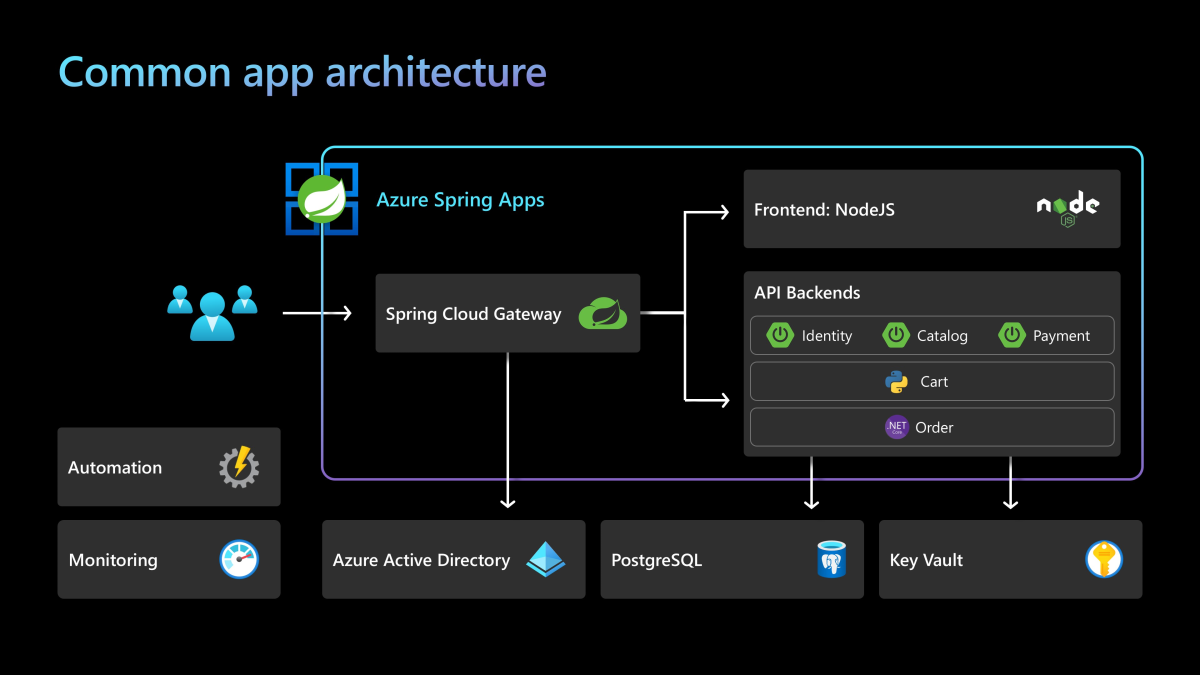 Common app architecture
Azure Spring Apps
Frontend: NodeJS
node
JS
Spring Cloud Gateway
API Backends
Identity
Catalog
Payment
Cart
.NET
Core
Order
Automation
Monitoring
Azure Active Directory
PostgreSQL
Key Vault